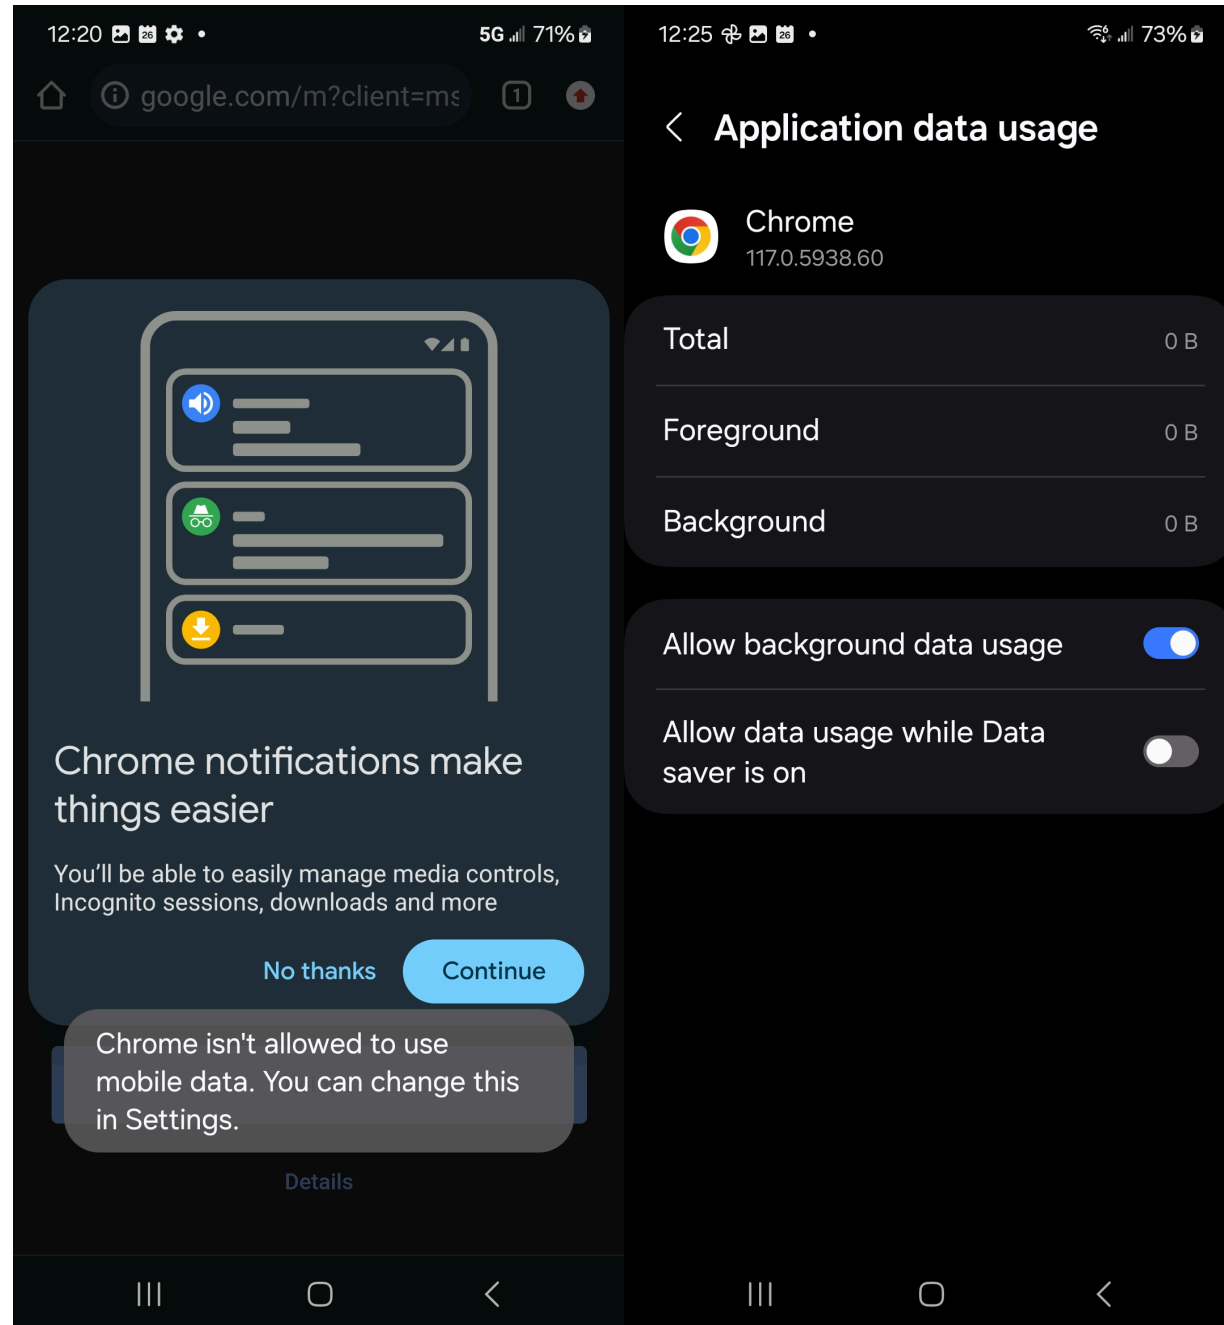 12:20 26 5G 71%
google.com/m?client=ms 1
Chrome notifications make
things easier
You'll be able to easily manage media controls,
Incognito sessions, downloads and more
No thanks Continue
Chrome isn't allowed to use
mobile data. You can change this
in Settings.
Details
12:25 26 6 73%
Application data usage
Chrome
117.0.5938.60
Total 0 B
Foreground 0 B
Background 0 B
Allow background data usage
Allow data usage while Data
saver is on